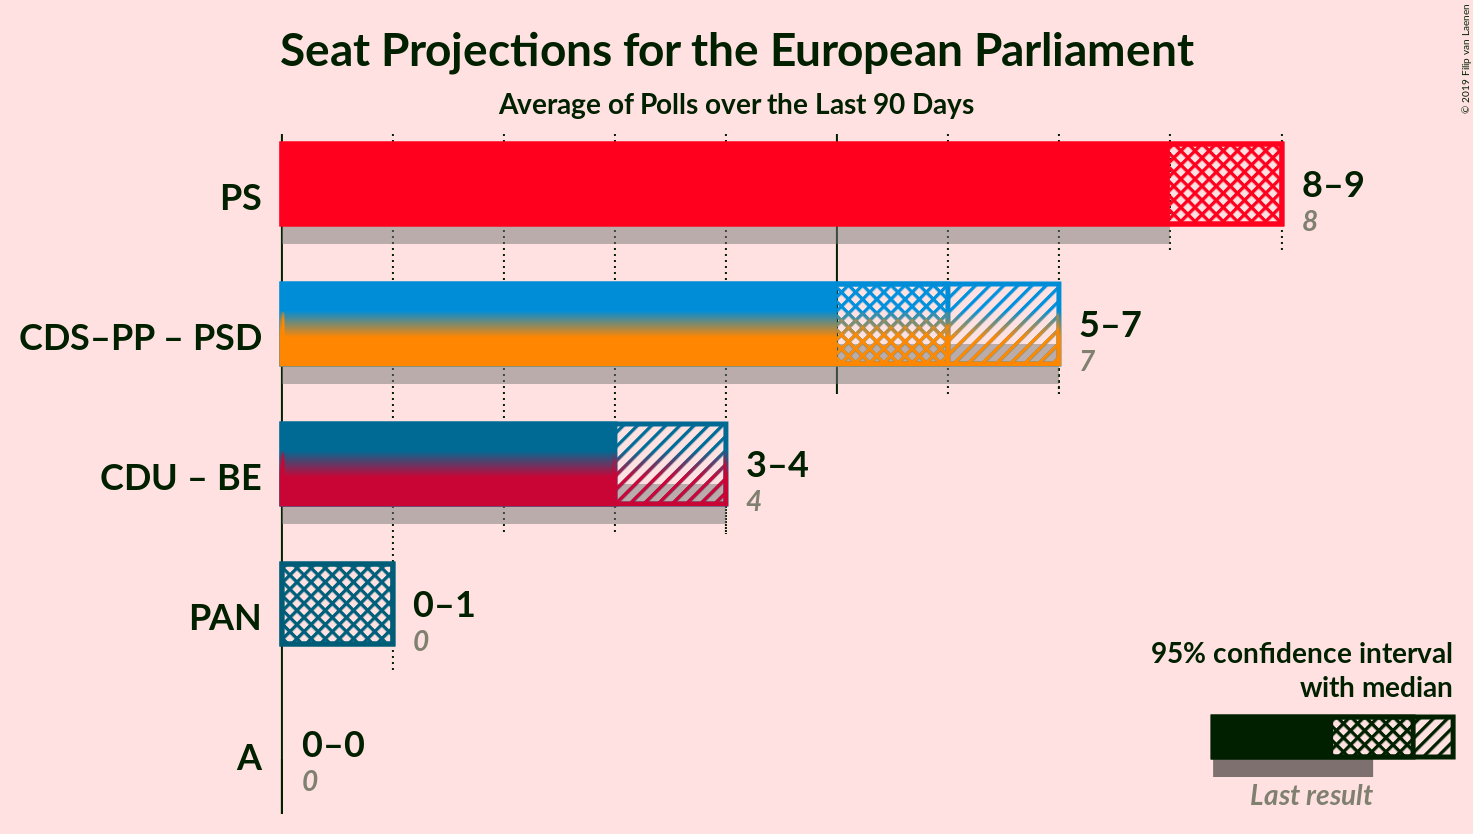 Seat Projections for the European Parliament
Average of Polls over the Last 90 Days
© 2019 Filip van Laenen
PS
8–9
8
CDS–PP – PSD
5–7
7
CDU – BE
3–4
4
PAN
0–1
0
A
0–0
0
95% confidence interval
with median
Last result